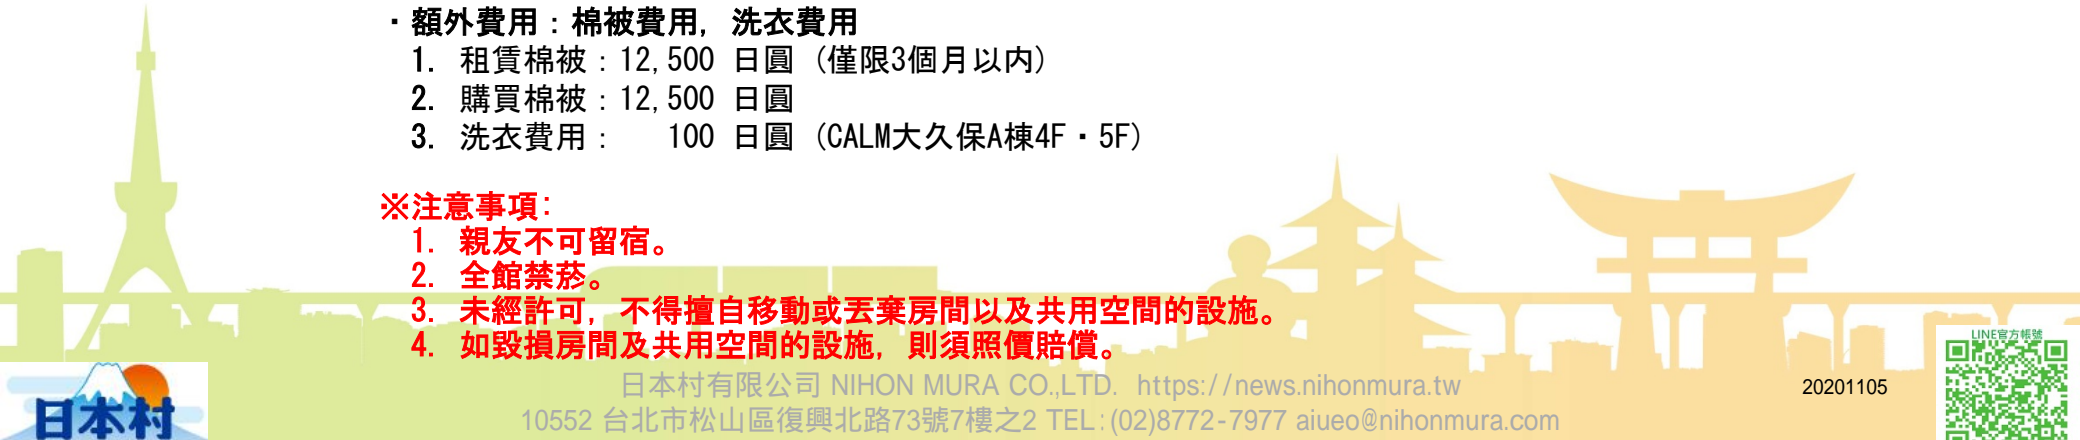 ・額外費用：棉被費用, 洗衣費用
1. 租賃棉被：12,500 日圓 (僅限3個月以內)
2. 購買棉被：12,500 日圓
3. 洗衣費用： 100 日圓 (CALM大久保A棟4F・5F)
※注意事項:
1. 親友不可留宿。
2. 全館禁菸。
3. 未經許可, 不得擅自移動或丟棄房間以及共用空間的設施。
4. 如毀損房間及共用空間的設施, 則須照價賠償。
LINE官方帳號
日本村有限公司 NIHON MURA CO.,LTD. https://news.nihonmura.tw
20201105
日本村
10552 台北市松山區復興北路73號7樓之2 TEL:(02)8772-7977 aiueo@nihonmura.com